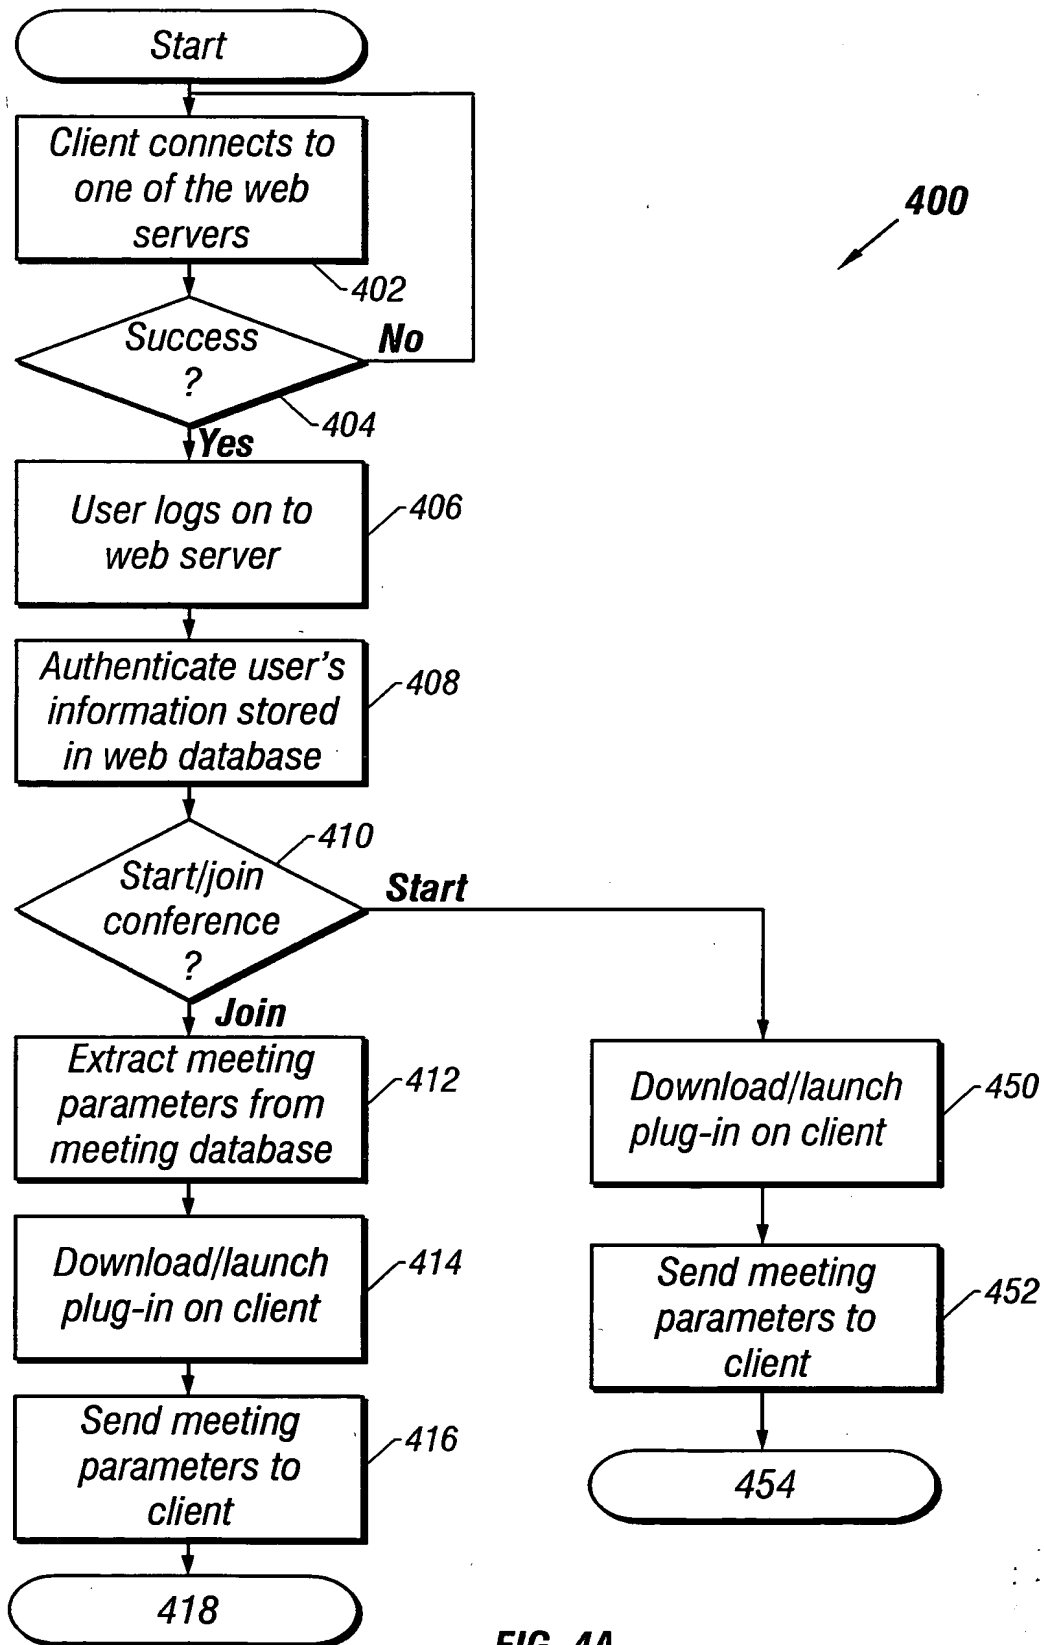 Start
Client connects to
one of the web
servers
402
400
Success
?
No
404
Yes
User logs on to
web server
406
Authenticate user's
information stored
in web database
408
410
Start/join
conference
?
Start
Join
Extract meeting
parameters from
meeting database
412
Download/launch
plug-in on client
414
Send meeting
parameters to
client
416
418
Download/launch
plug-in on client
450
Send meeting
parameters to
client
452
454
FIG. 4A